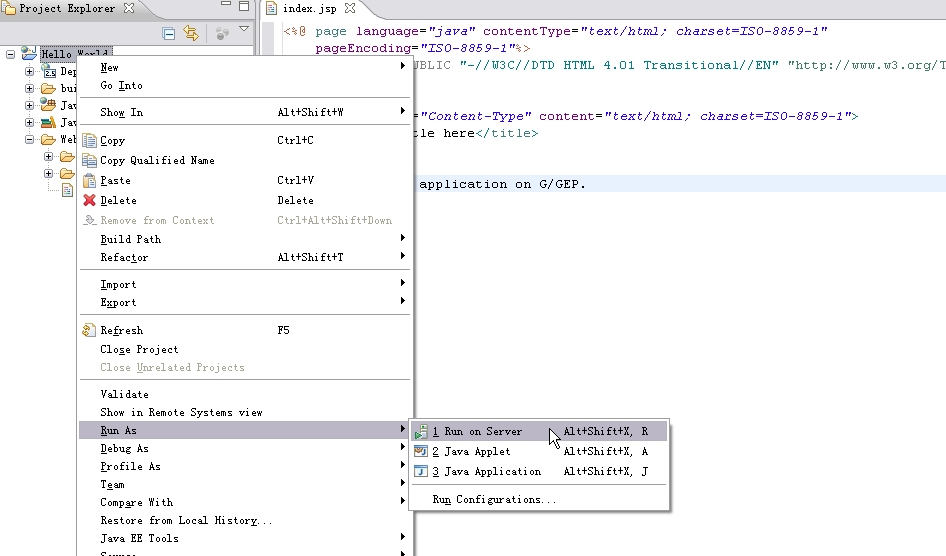 Project Explorer
index.jsp
Hello World
Dep
bui
Jav
Jav
Web
<%@ page language="java" contentType="text/html; charset=ISO-8859-1"
pageEncoding="ISO-8859-1"%>
UBLIC "-//W3C//DTD HTML 4.01 Transitional//EN" "http://www.w3.org/T
="Content-Type" content="text/html; charset=ISO-8859-1">
tle here</title>
application on G/GEP.
New
Go Into
Show In Alt+Shift+W
Copy Ctrl+C
Copy Qualified Name
Paste Ctrl+V
Delete Delete
Remove from Context Ctrl+Alt+Shift+Down
Build Path
Refactor Alt+Shift+T
Import
Export
Refresh F5
Close Project
Close Unrelated Projects
Validate
Show in Remote Systems view
Run As
Debug As
Profile As
Team
Compare With
Restore from Local History...
Java EE Tools
1 Run on Server Alt+Shift+X, R
2 Java Applet Alt+Shift+X, A
3 Java Application Alt+Shift+X, J
Run Configurations...